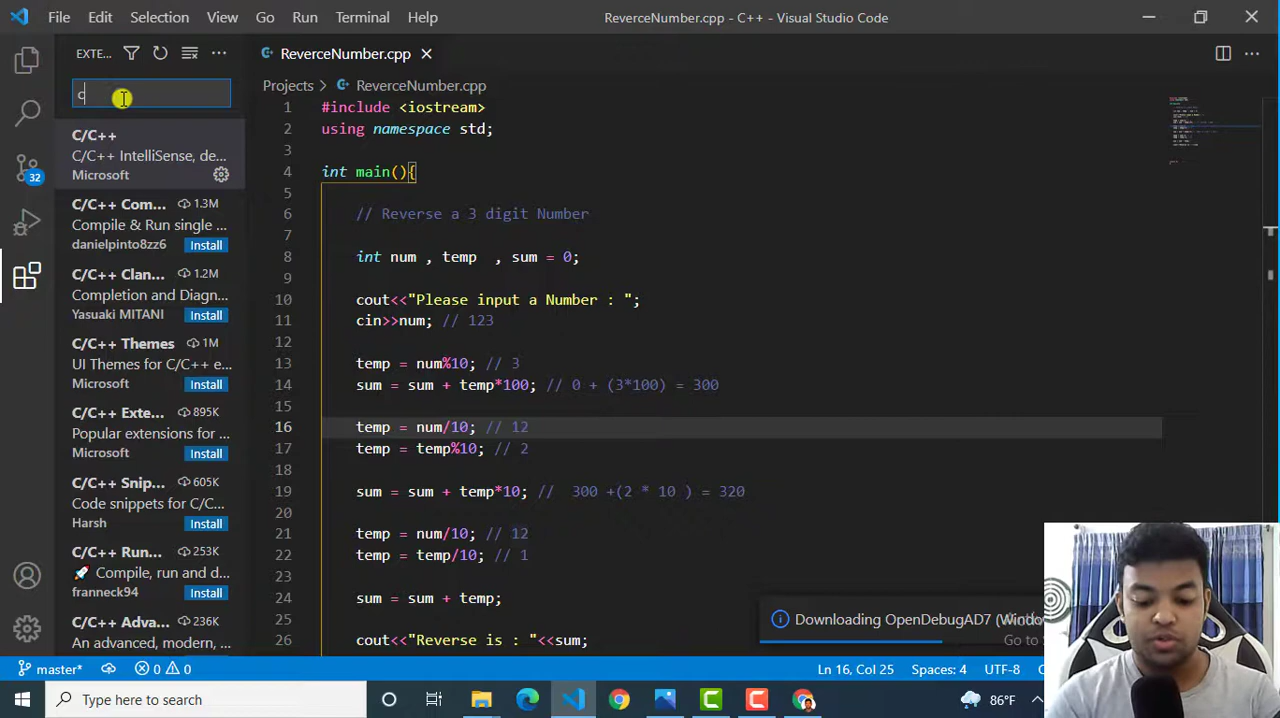 File Edit Selection View Go Run Terminal Help ReverceNumber.cpp - C++ - Visual Studio Code
EXTE...
c
C/C++
C/C++ IntelliSense, de...
Microsoft
C/C++ Com... 1.3M
Compile & Run single ...
danielpinto8zz6 Install
C/C++ Clan... 1.2M
Completion and Diagn...
Yasuaki MITANI Install
C/C++ Themes 1M
UI Themes for C/C++ e...
Microsoft Install
C/C++ Exte... 895K
Popular extensions for ...
Microsoft Install
C/C++ Snip... 605K
Code snippets for C/C...
Harsh Install
C/C++ Run... 253K
🚀 Compile, run and d...
franneck94 Install
C/C++ Adva... 236K
An advanced, modern, ...
32
ReverceNumber.cpp
Projects > ReverceNumber.cpp
1 #include <iostream>
2 using namespace std;
3
4 int main(){
5
6 // Reverse a 3 digit Number
7
8 int num , temp  , sum = 0;
9
10 cout<<"Please input a Number : ";
11 cin>>num; // 123
12
13 temp = num%10; // 3
14 sum = sum + temp*100; // 0 + (3*100) = 300
15
16 temp = num/10; // 12
17 temp = temp%10; // 2
18
19 sum = sum + temp*10; //  300 +(2 * 10 ) = 320
20
21 temp = num/10; // 12
22 temp = temp/10; // 1
23
24 sum = sum + temp;
25
26 cout<<"Reverse is : "<<sum;
Downloading OpenDebugAD7 (Windo
Go to S
master* 0 0 Ln 16, Col 25 Spaces: 4 UTF-8
Type here to search 86°F